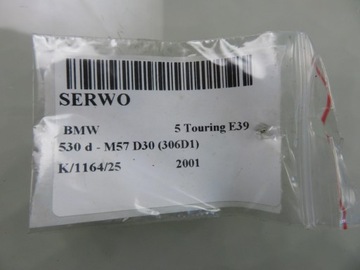 SERWO
BMW 5 Touring E39
530 d - M57 D30 (306D1)
K/1164/25 2001